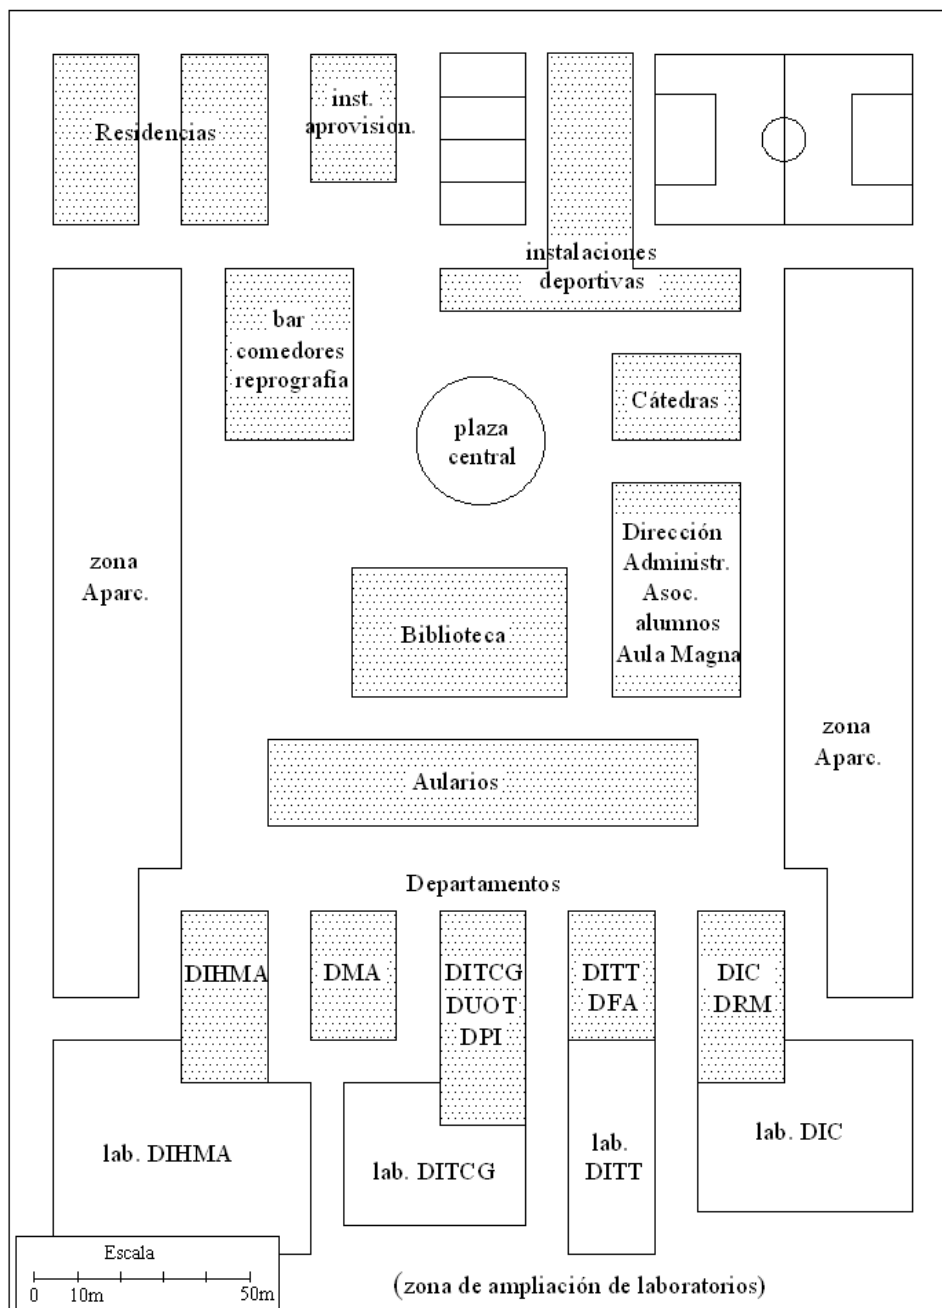 Residencias
inst.
aprovision.
instalaciones
deportivas
bar
comedores
reprografía
Cátedras
plaza
central
Dirección
Administr.
Asoc.
alumnos
Aula Magna
zona
Aparc.
Biblioteca
zona
Aparc.
Aularios
Departamentos
DIHMA
DMA
DITCG
DUOT
DPI
DITT
DFA
DIC
DRM
lab. DIHMA
lab. DITCG
lab.
DITT
lab. DIC
Escala
0 10m 50m
(zona de ampliación de laboratorios)